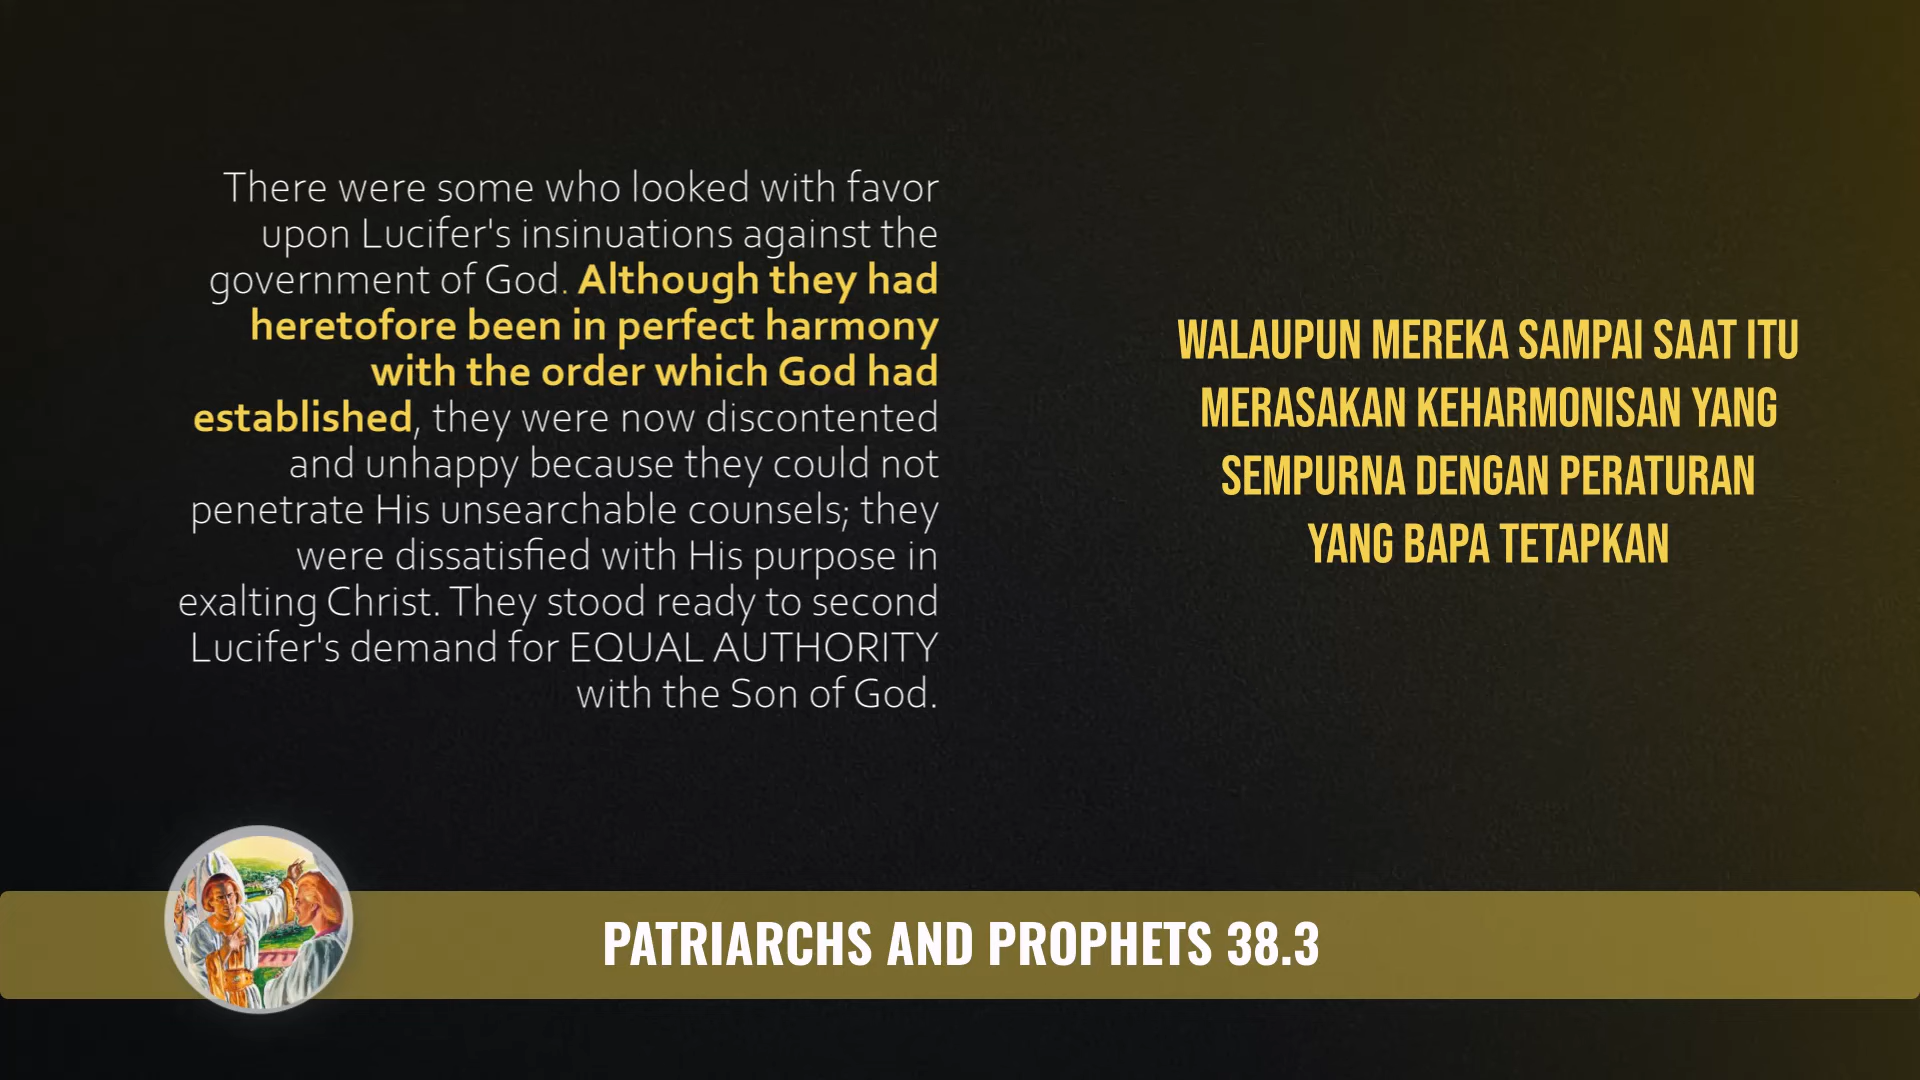 There were some who looked with favor
upon Lucifer's insinuations against the
government of God. Although they had
heretofore been in perfect harmony
with the order which God had
established, they were now discontented
and unhappy because they could not
penetrate His unsearchable counsels; they
were dissatisfied with His purpose in
exalting Christ. They stood ready to second
Lucifer's demand for EQUAL AUTHORITY
with the Son of God.
WALAUPUN MEREKA SAMPAI SAAT ITU
MERASAKAN KEHARMONISAN YANG
SEMPURNA DENGAN PERATURAN
YANG BAPA TETAPKAN
PATRIARCHS AND PROPHETS 38.3